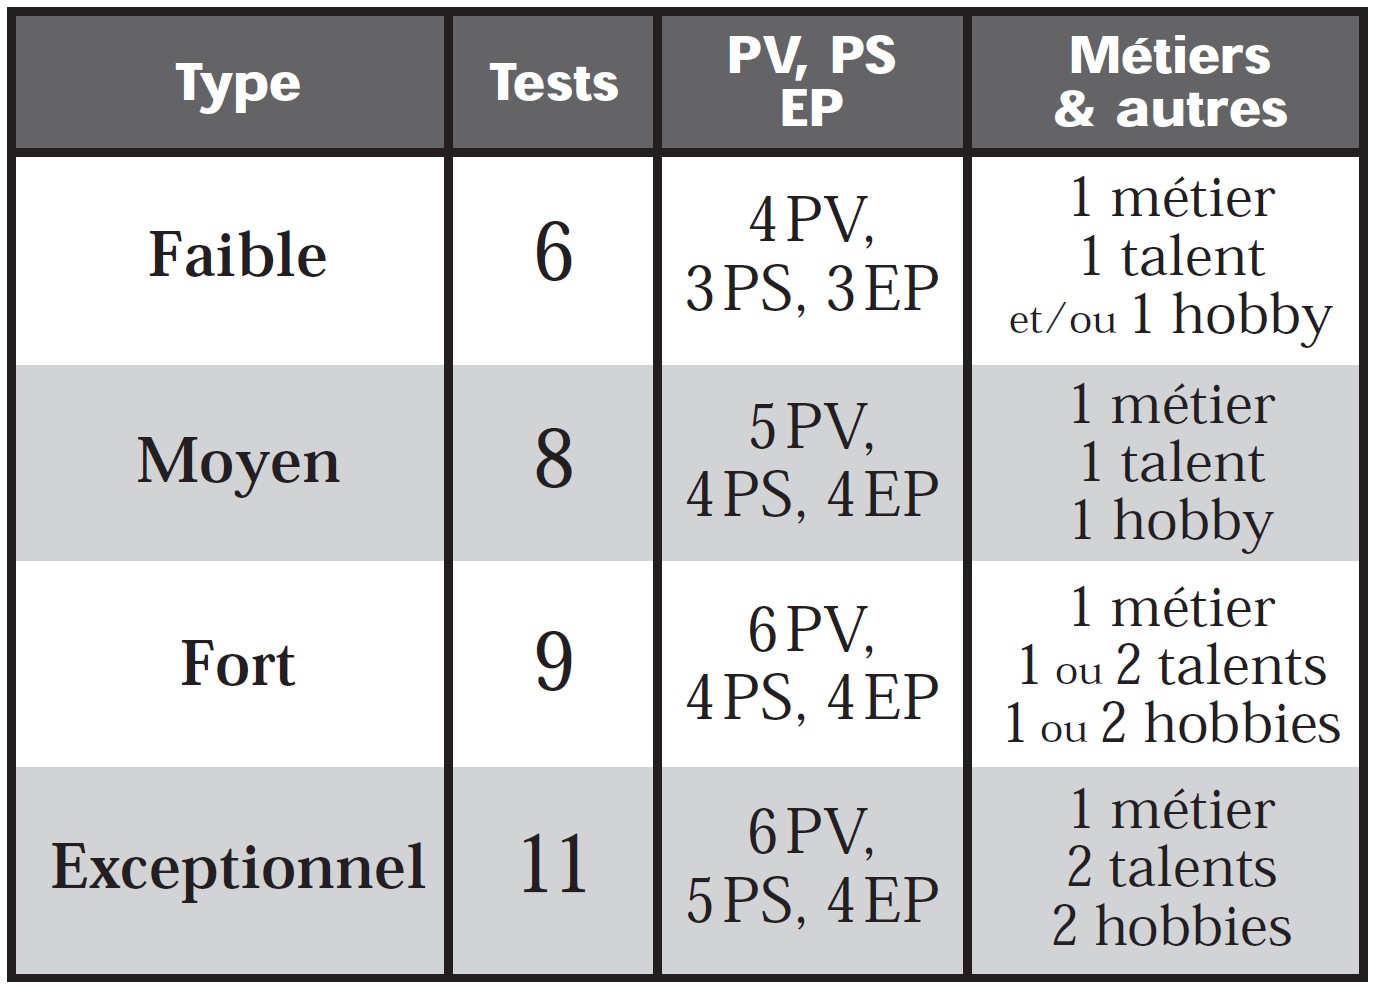 Type
Tests
PV, PS
EP
Métiers
& autres
Faible
6
4 PV,
3 PS, 3 EP
1 métier
1 talent
et/ou 1 hobby
Moyen
8
5 PV,
4 PS, 4 EP
1 métier
1 talent
1 hobby
Fort
9
6 PV,
4 PS, 4 EP
1 métier
1 ou 2 talents
1 ou 2 hobbies
Exceptionnel
11
6 PV,
5 PS, 4 EP
1 métier
2 talents
2 hobbies